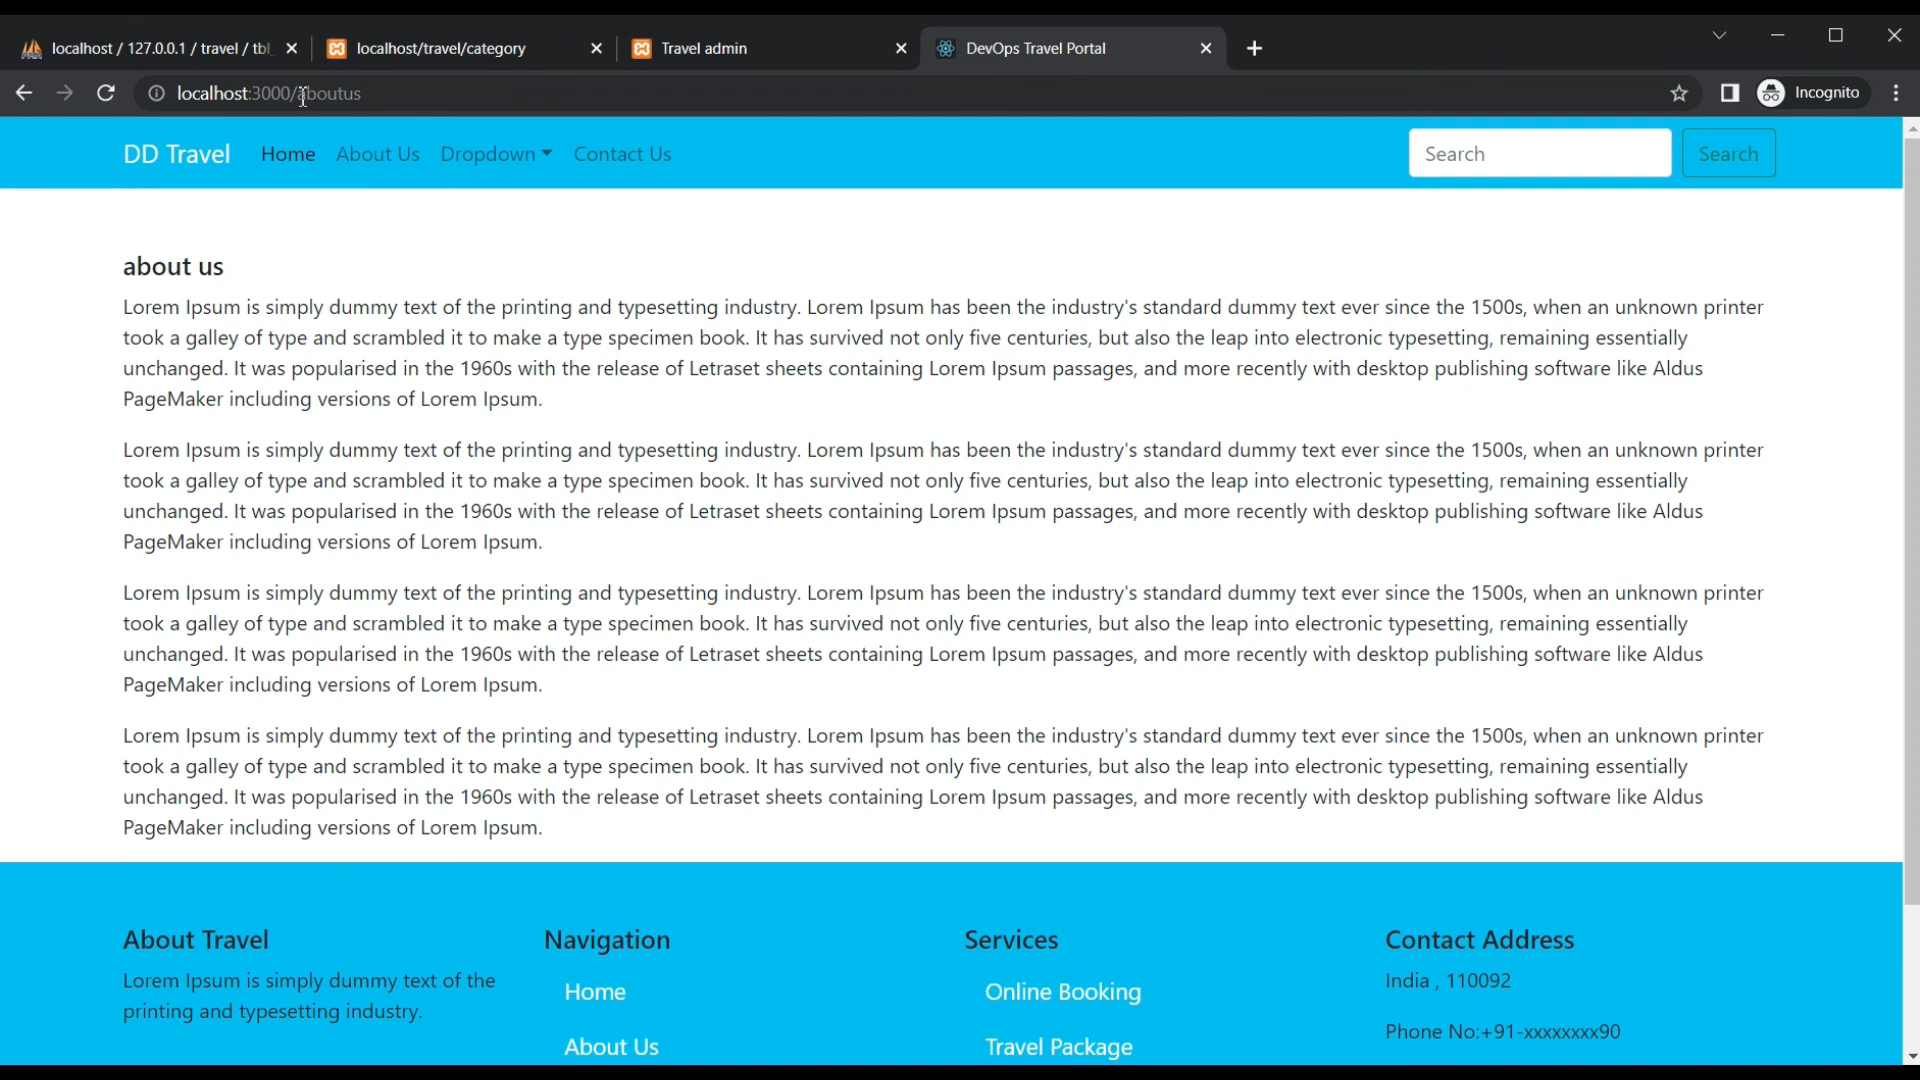 localhost / 127.0.0.1 / travel / tbl
localhost/travel/category
Travel admin
DevOps Travel Portal
localhost:3000/aboutus
Incognito
DD Travel Home About Us Dropdown Contact Us Search Search
about us
Lorem Ipsum is simply dummy text of the printing and typesetting industry. Lorem Ipsum has been the industry's standard dummy text ever since the 1500s, when an unknown printer
took a galley of type and scrambled it to make a type specimen book. It has survived not only five centuries, but also the leap into electronic typesetting, remaining essentially
unchanged. It was popularised in the 1960s with the release of Letraset sheets containing Lorem Ipsum passages, and more recently with desktop publishing software like Aldus
PageMaker including versions of Lorem Ipsum.
Lorem Ipsum is simply dummy text of the printing and typesetting industry. Lorem Ipsum has been the industry's standard dummy text ever since the 1500s, when an unknown printer
took a galley of type and scrambled it to make a type specimen book. It has survived not only five centuries, but also the leap into electronic typesetting, remaining essentially
unchanged. It was popularised in the 1960s with the release of Letraset sheets containing Lorem Ipsum passages, and more recently with desktop publishing software like Aldus
PageMaker including versions of Lorem Ipsum.
Lorem Ipsum is simply dummy text of the printing and typesetting industry. Lorem Ipsum has been the industry's standard dummy text ever since the 1500s, when an unknown printer
took a galley of type and scrambled it to make a type specimen book. It has survived not only five centuries, but also the leap into electronic typesetting, remaining essentially
unchanged. It was popularised in the 1960s with the release of Letraset sheets containing Lorem Ipsum passages, and more recently with desktop publishing software like Aldus
PageMaker including versions of Lorem Ipsum.
Lorem Ipsum is simply dummy text of the printing and typesetting industry. Lorem Ipsum has been the industry's standard dummy text ever since the 1500s, when an unknown printer
took a galley of type and scrambled it to make a type specimen book. It has survived not only five centuries, but also the leap into electronic typesetting, remaining essentially
unchanged. It was popularised in the 1960s with the release of Letraset sheets containing Lorem Ipsum passages, and more recently with desktop publishing software like Aldus
PageMaker including versions of Lorem Ipsum.
About Travel
Lorem Ipsum is simply dummy text of the
printing and typesetting industry.
Navigation
Home
About Us
Services
Online Booking
Travel Package
Contact Address
India , 110092
Phone No:+91-xxxxxxxx90